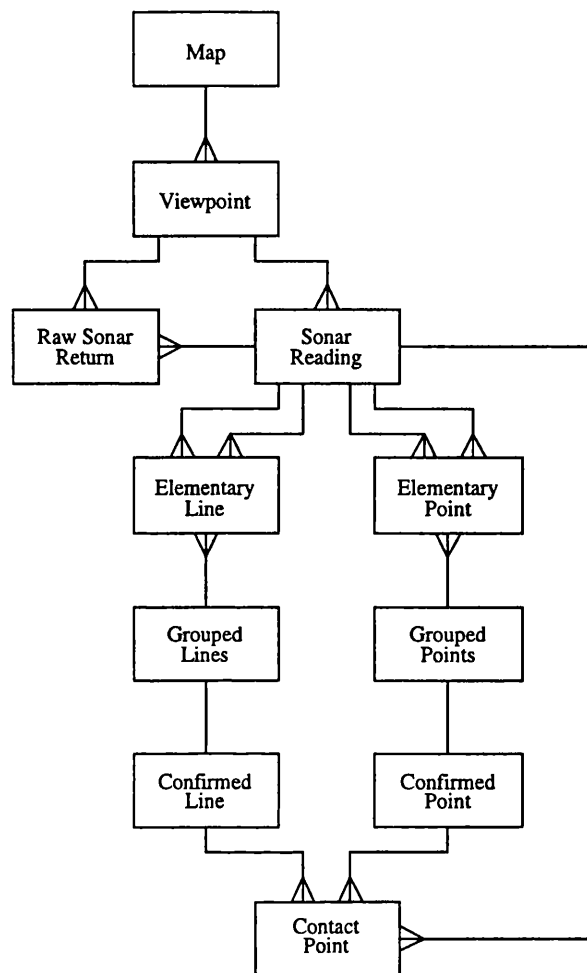 Map
Viewpoint
Raw Sonar
Return
Sonar
Reading
Elementary
Line
Elementary
Point
Grouped
Lines
Grouped
Points
Confirmed
Line
Confirmed
Point
Contact
Point